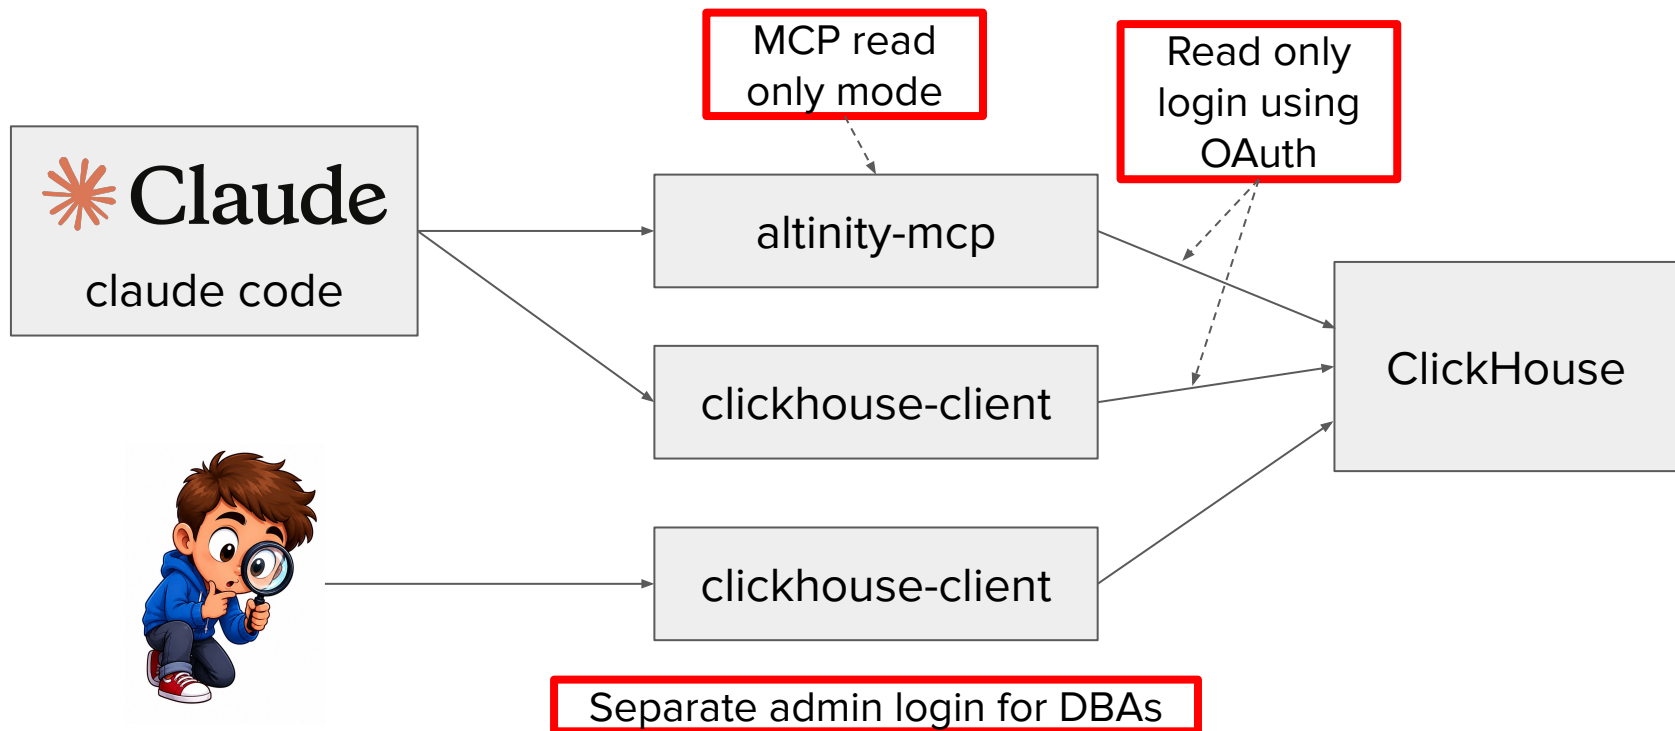 MCP read
only mode
Read only
login using
OAuth
Claude
claude code
altinity-mcp
clickhouse-client
ClickHouse
clickhouse-client
Separate admin login for DBAs